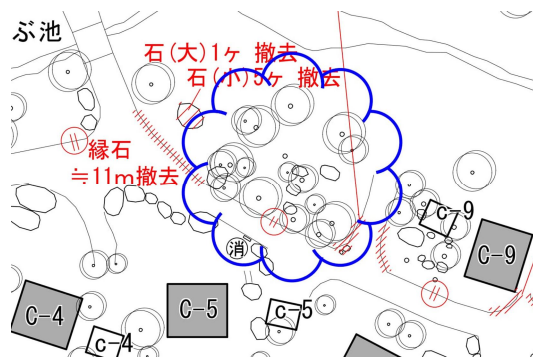 ぶ池
石(大)1ヶ 撤去
石(小)5ヶ 撤去
縁石
≒11m撤去
消
c-9
C-9
C-4
c-4
C-5
c-5